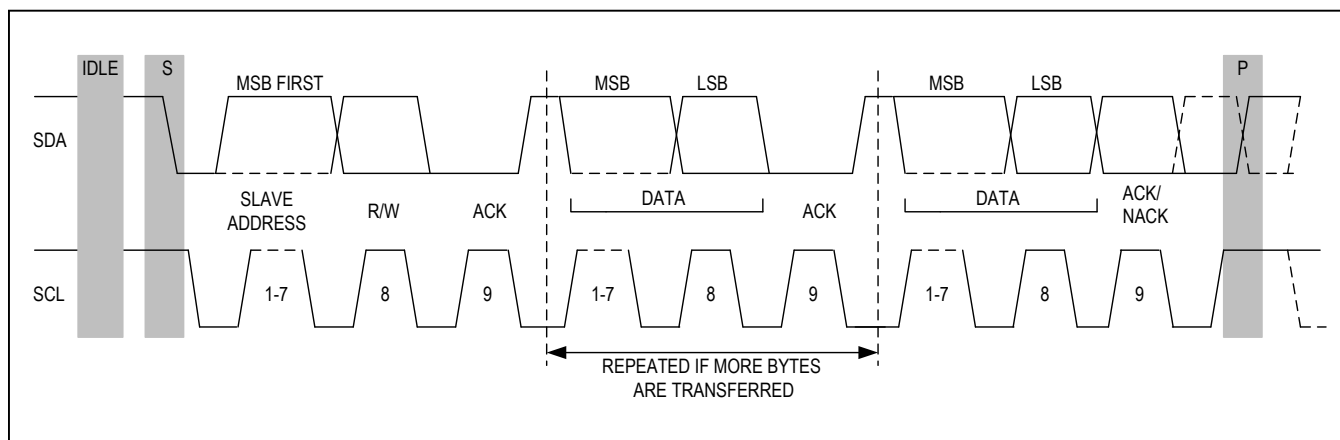 IDLE
S
MSB FIRST
MSB
LSB
MSB
LSB
P
SDA
SLAVE
ADDRESS
R/W
ACK
DATA
ACK
DATA
ACK/
NACK
SCL
1-7
8
9
1-7
8
9
1-7
8
9
REPEATED IF MORE BYTES
ARE TRANSFERRED